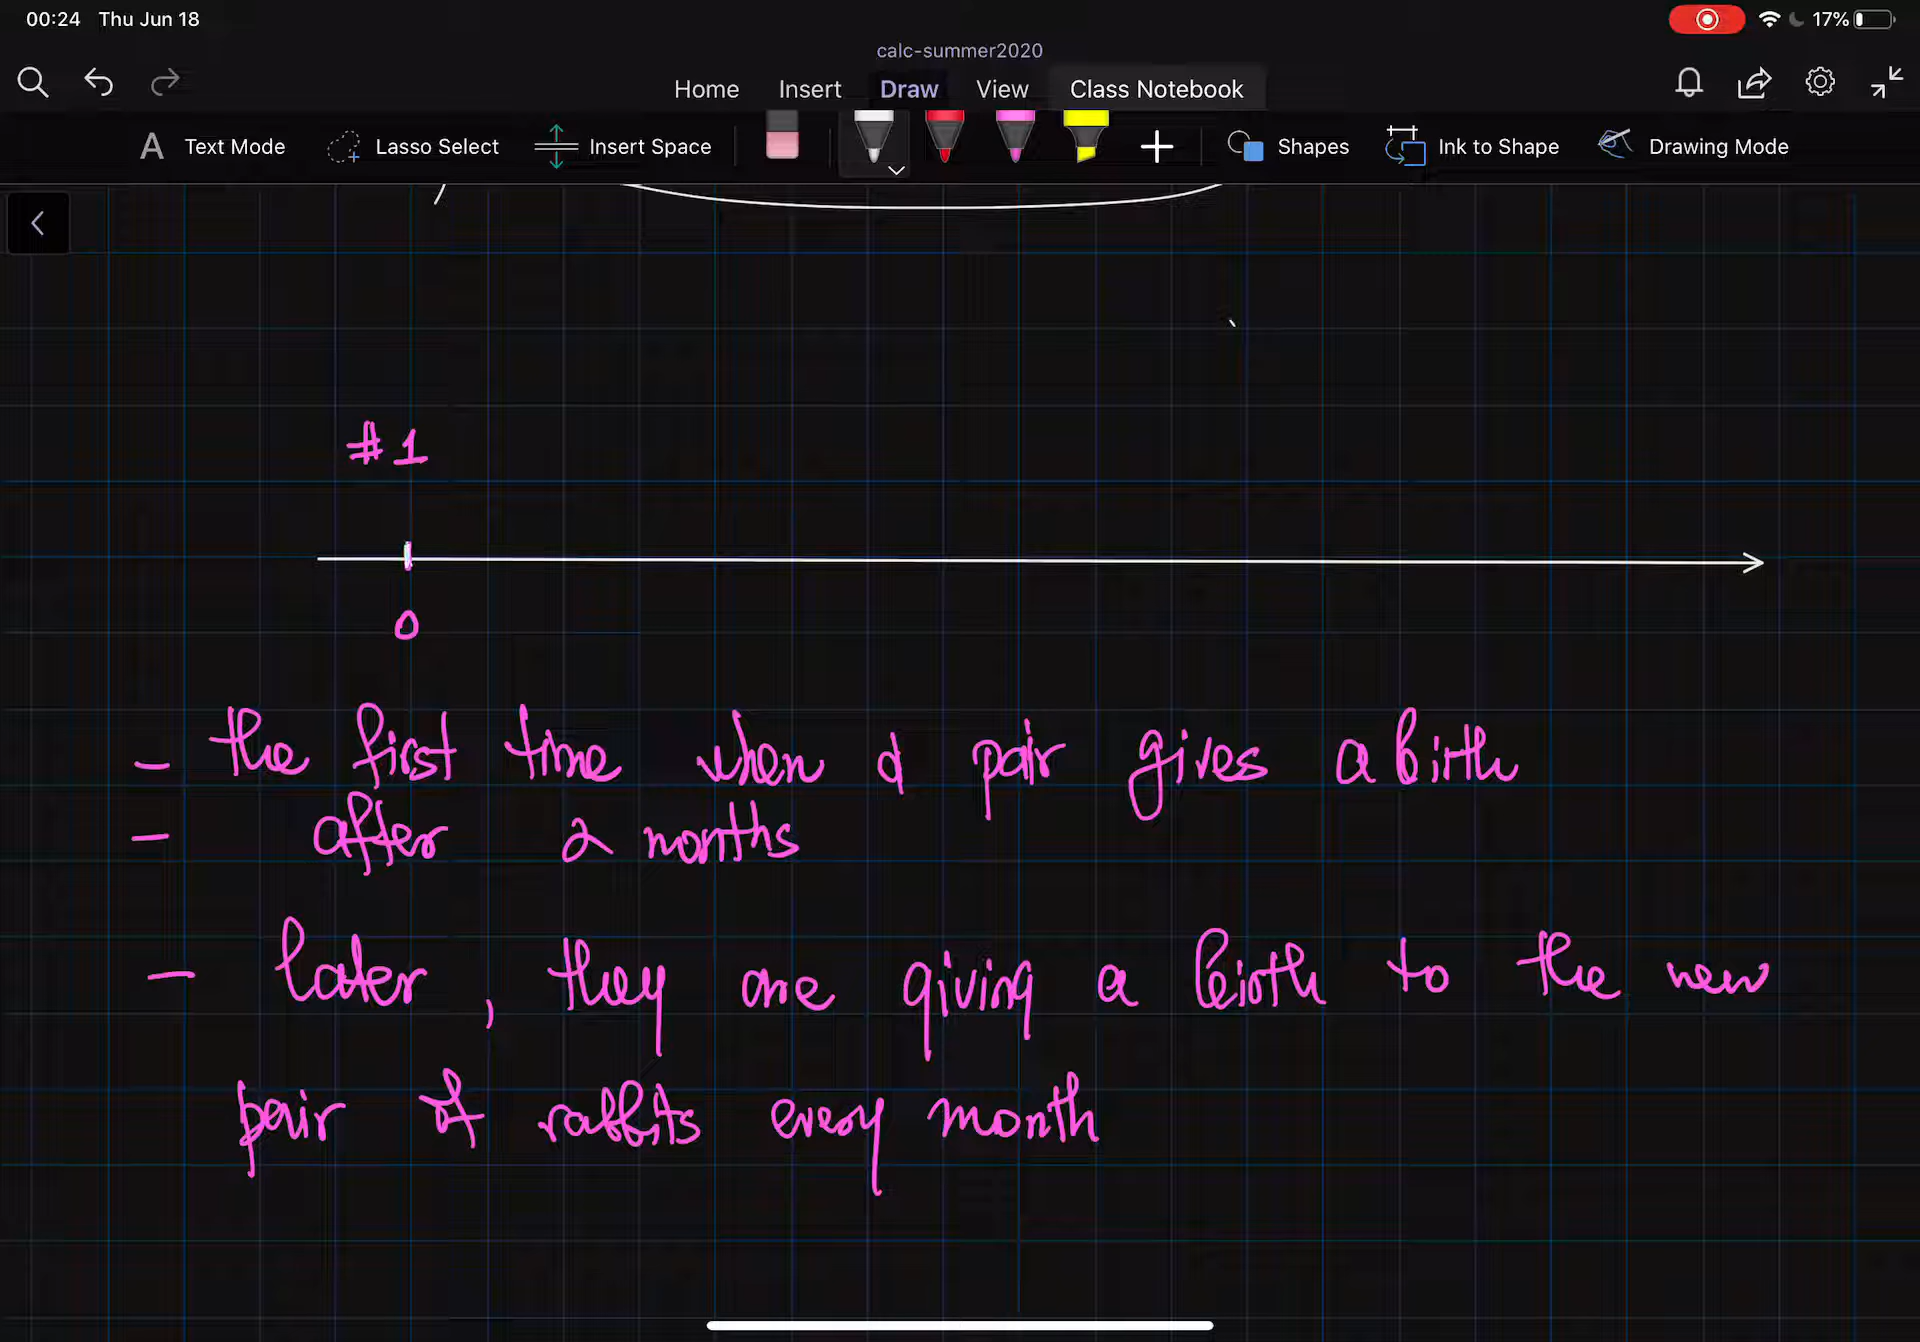 00:24 Thu Jun 18 17%
calc-summer2020
Home Insert Draw View Class Notebook
A Text Mode Lasso Select Insert Space Shapes Ink to Shape Drawing Mode
#1
0
- the first time when a pair gives a birth
- after 2 months
- later, they are giving a birth to the new
pair of rabbits every month